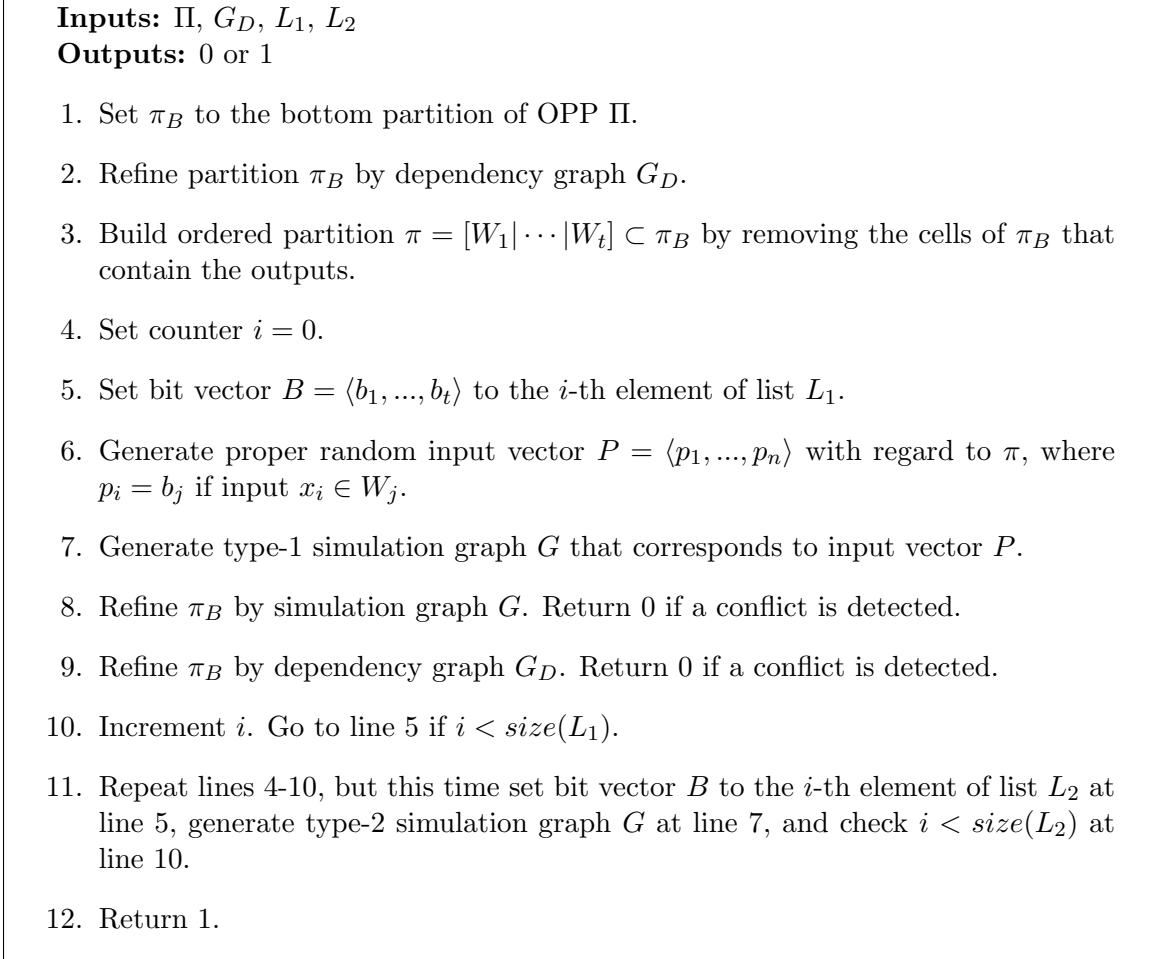 Inputs: Π, G_D, L_1, L_2
Outputs: 0 or 1
1. Set π_B to the bottom partition of OPP Π.
2. Refine partition π_B by dependency graph G_D.
3. Build ordered partition π = [W_1| ⋯ |W_t] ⊂ π_B by removing the cells of π_B that
contain the outputs.
4. Set counter i = 0.
5. Set bit vector B = ⟨b_1, ..., b_t⟩ to the i-th element of list L_1.
6. Generate proper random input vector P = ⟨p_1, ..., p_n⟩ with regard to π, where
p_i = b_j if input x_i ∈ W_j.
7. Generate type-1 simulation graph G that corresponds to input vector P.
8. Refine π_B by simulation graph G. Return 0 if a conflict is detected.
9. Refine π_B by dependency graph G_D. Return 0 if a conflict is detected.
10. Increment i. Go to line 5 if i < size(L_1).
11. Repeat lines 4-10, but this time set bit vector B to the i-th element of list L_2 at
line 5, generate type-2 simulation graph G at line 7, and check i < size(L_2) at
line 10.
12. Return 1.